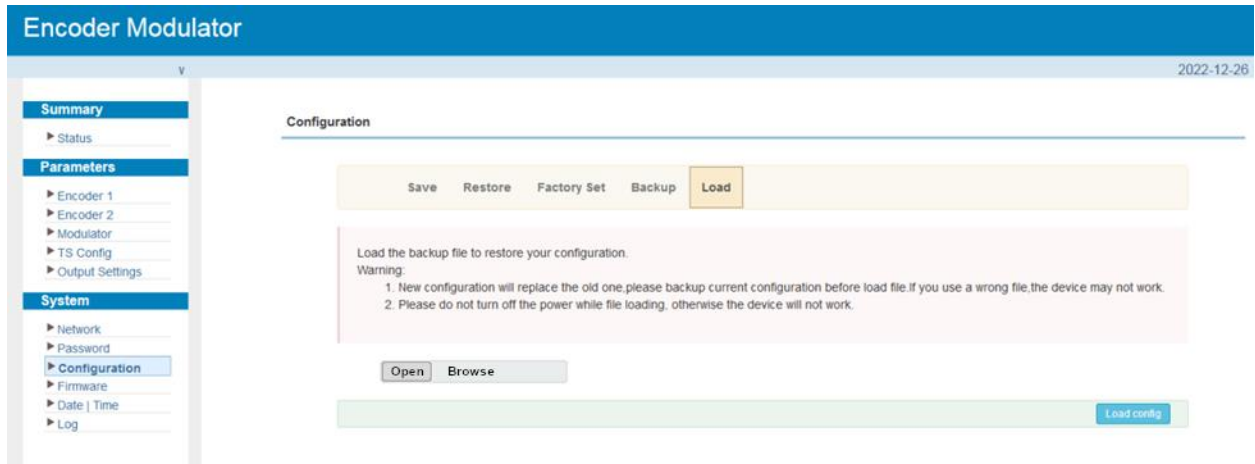 Encoder Modulator
v
2022-12-26
Summary
Status
Parameters
Encoder 1
Encoder 2
Modulator
TS Config
Output Settings
System
Network
Password
Configuration
Firmware
Date | Time
Log
Configuration
Save Restore Factory Set Backup Load
Load the backup file to restore your configuration.
Warning:
1. New configuration will replace the old one,please backup current configuration before load file.If you use a wrong file,the device may not work.
2. Please do not turn off the power while file loading, otherwise the device will not work.
Open Browse
Load config